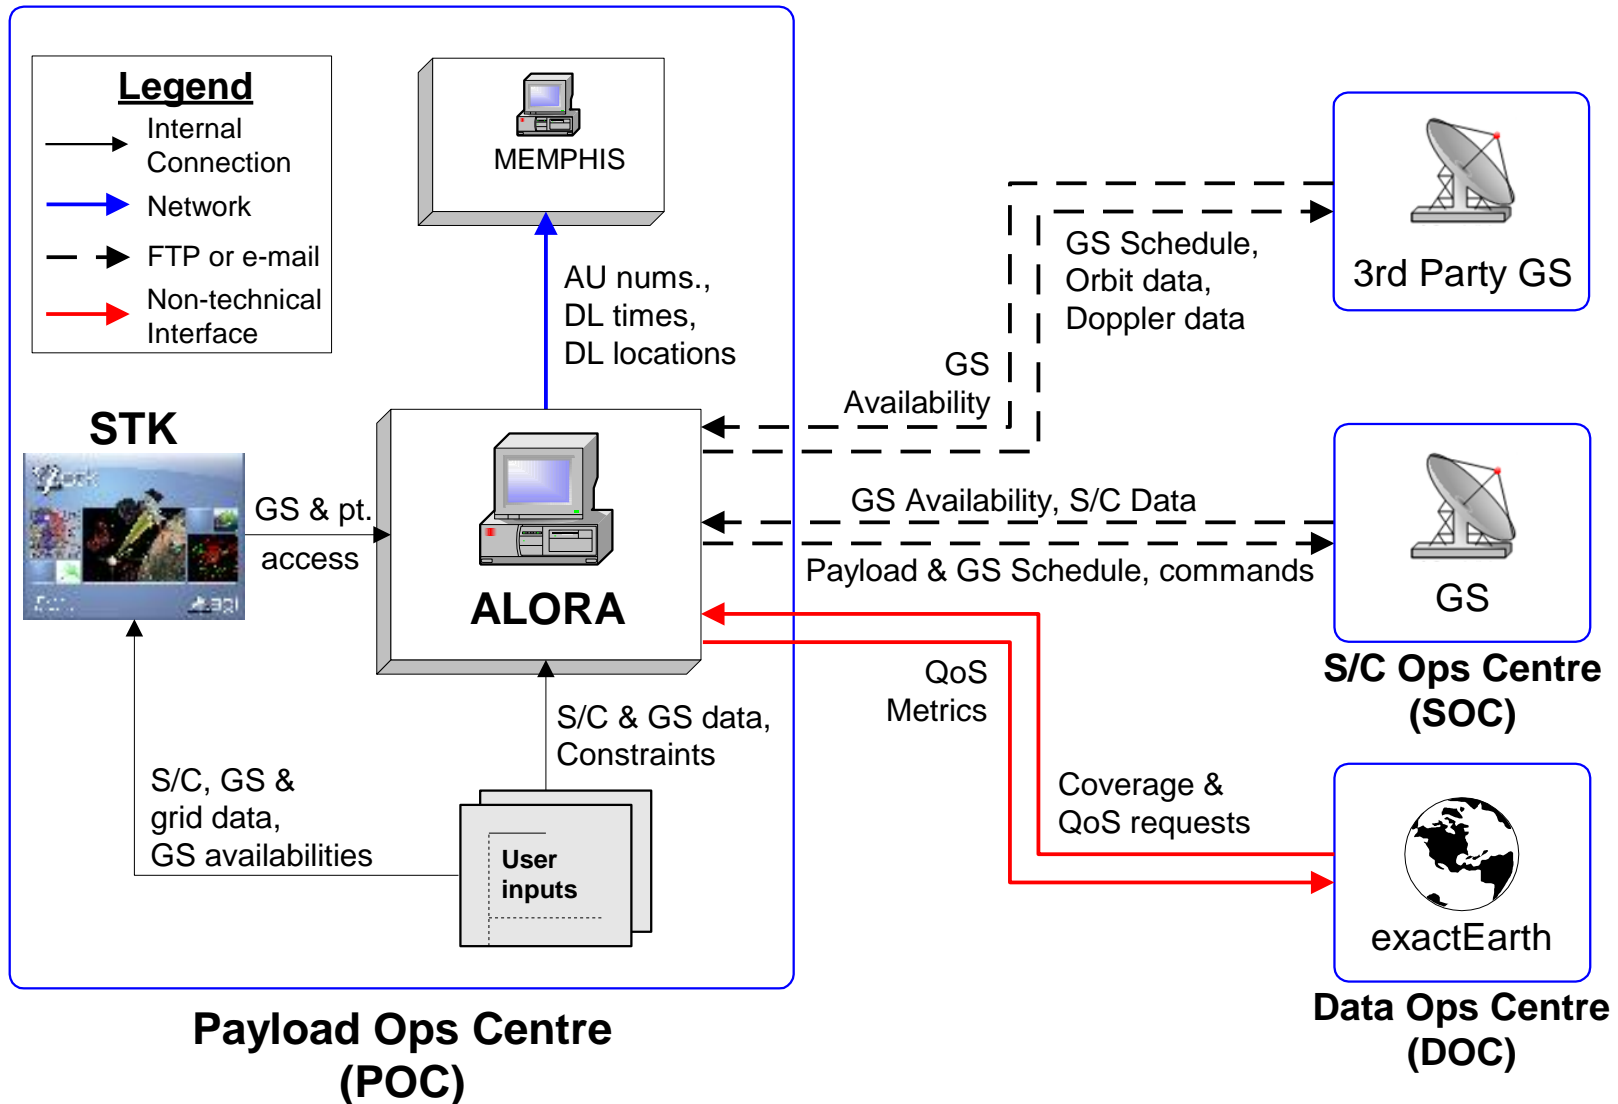 Legend
Internal
Connection
Network
FTP or e-mail
Non-technical
Interface
MEMPHIS
AU nums.,
DL times,
DL locations
STK
GS & pt.
access
ALORA
S/C & GS data,
Constraints
S/C, GS &
grid data,
GS availabilities
User
inputs
Payload Ops Centre
(POC)
GS
Availability
GS Schedule,
Orbit data,
Doppler data
3rd Party GS
GS Availability, S/C Data
Payload & GS Schedule, commands
GS
S/C Ops Centre
(SOC)
QoS
Metrics
Coverage &
QoS requests
exactEarth
Data Ops Centre
(DOC)